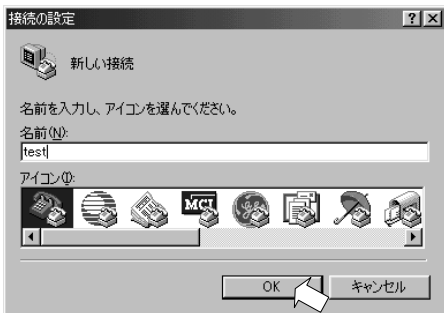 接続の設定
新しい接続
名前を入力し、アイコンを選んでください。
名前(N):
test
アイコン(I):
MCI
OK
キャンセル